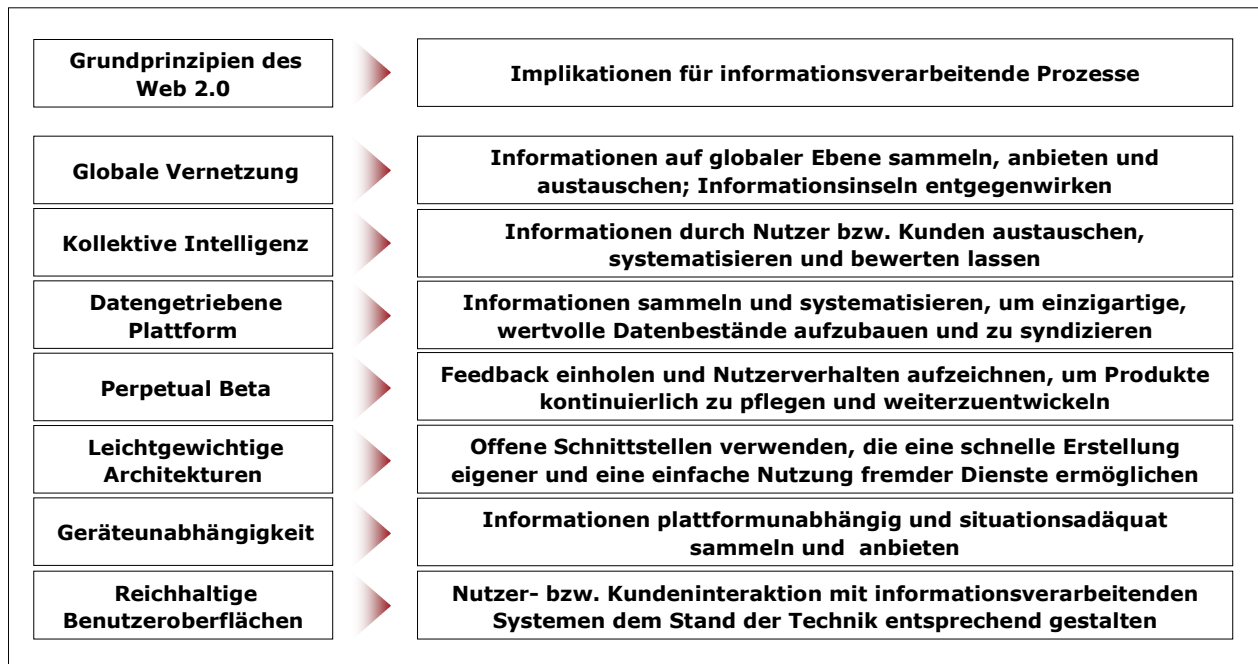 Grundprinzipien des
Web 2.0
Implikationen für informationsverarbeitende Prozesse
Globale Vernetzung
Informationen auf globaler Ebene sammeln, anbieten und
austauschen; Informationsinseln entgegenwirken
Kollektive Intelligenz
Informationen durch Nutzer bzw. Kunden austauschen,
systematisieren und bewerten lassen
Datengetriebene
Plattform
Informationen sammeln und systematisieren, um einzigartige,
wertvolle Datenbestände aufzubauen und zu syndizieren
Perpetual Beta
Feedback einholen und Nutzerverhalten aufzeichnen, um Produkte
kontinuierlich zu pflegen und weiterzuentwickeln
Leichtgewichtige
Architekturen
Offene Schnittstellen verwenden, die eine schnelle Erstellung
eigener und eine einfache Nutzung fremder Dienste ermöglichen
Geräteunabhängigkeit
Informationen plattformunabhängig und situationsadäquat
sammeln und  anbieten
Reichhaltige
Benutzeroberflächen
Nutzer- bzw. Kundeninteraktion mit informationsverarbeitenden
Systemen dem Stand der Technik entsprechend gestalten